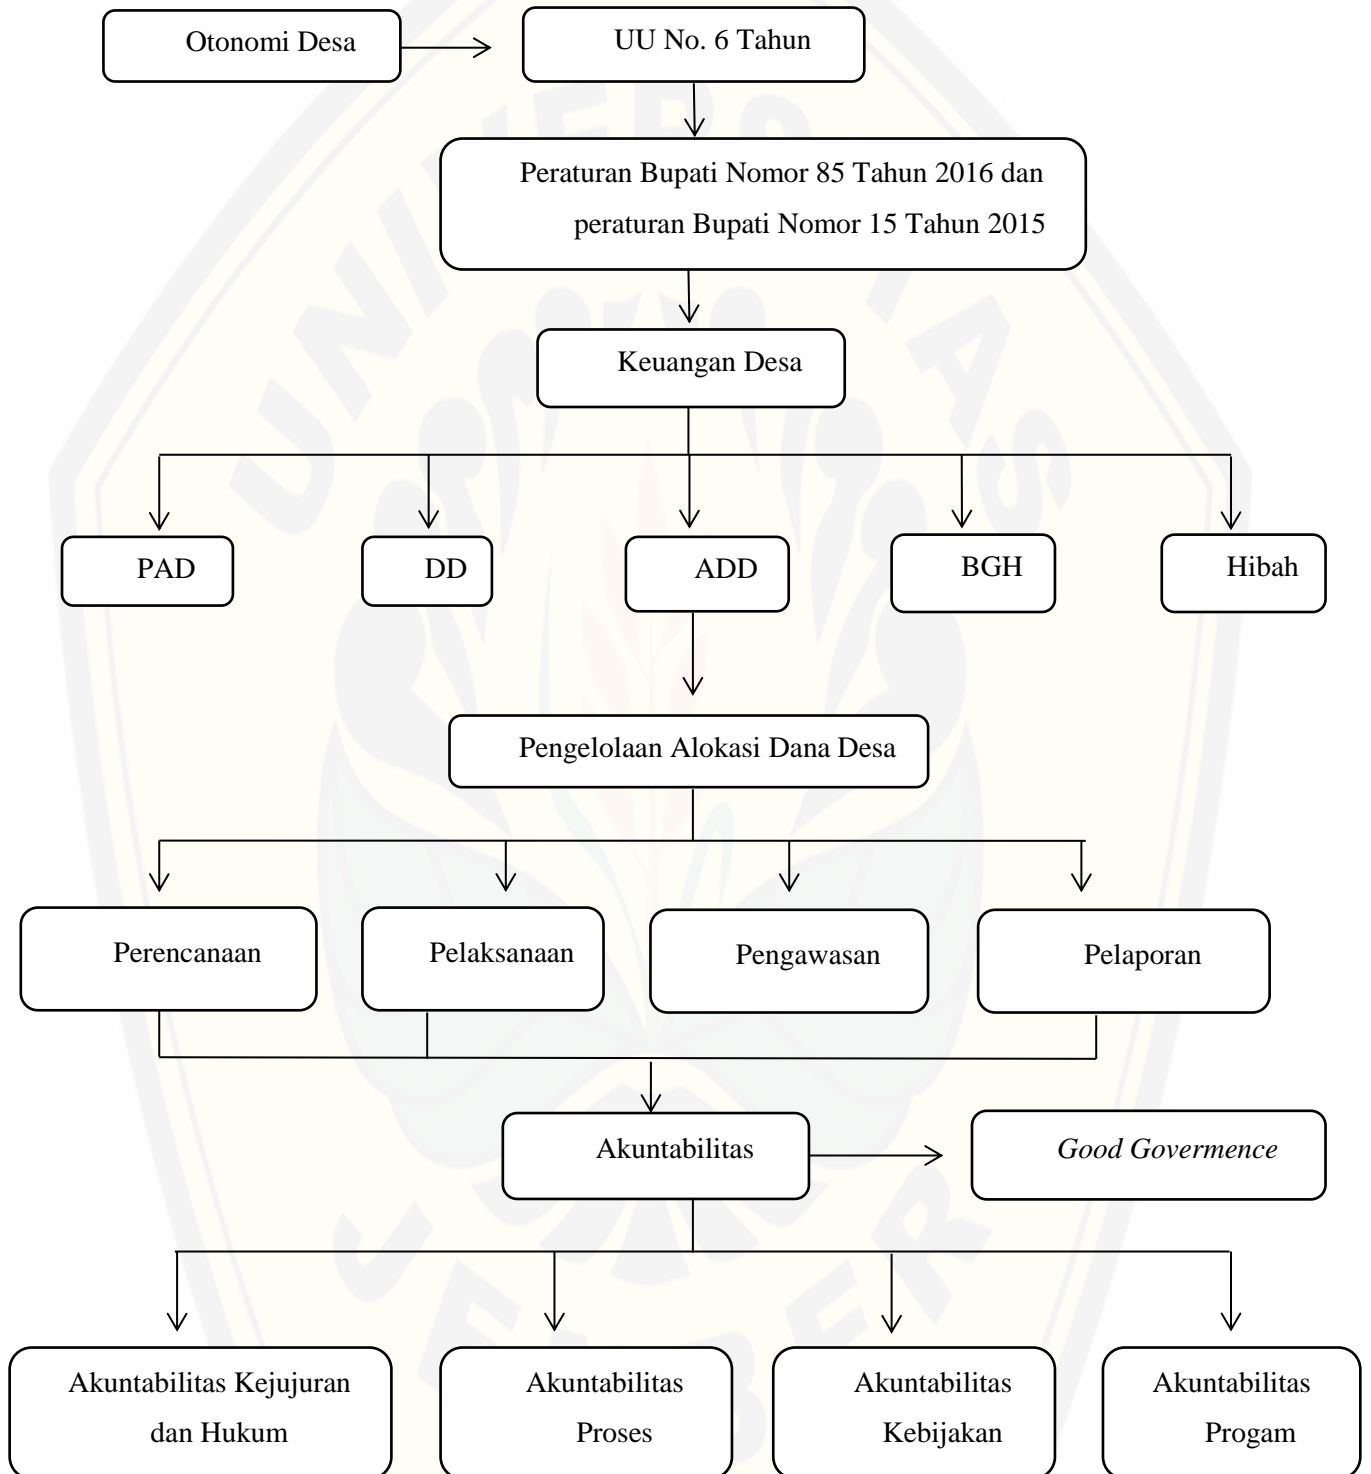 Otonomi Desa
UU No. 6 Tahun
Peraturan Bupati Nomor 85 Tahun 2016 dan
peraturan Bupati Nomor 15 Tahun 2015
Keuangan Desa
PAD
DD
ADD
BGH
Hibah
Pengelolaan Alokasi Dana Desa
Perencanaan
Pelaksanaan
Pengawasan
Pelaporan
Akuntabilitas
Good Govermence
Akuntabilitas Kejujuran
dan Hukum
Akuntabilitas
Proses
Akuntabilitas
Kebijakan
Akuntabilitas
Progam
UNIVERSITAS
JEMBER